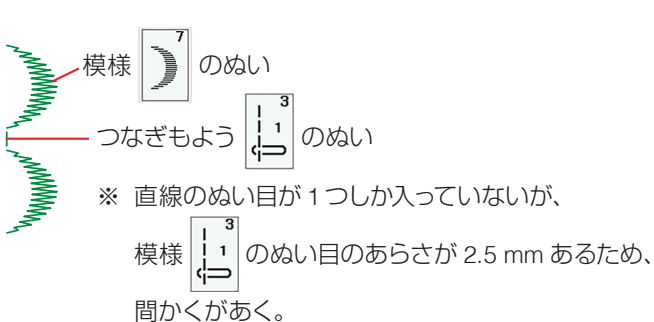 模様 7 のぬい
つなぎもよう 3 1 のぬい
※ 直線のぬい目が 1 つしか入っていないが、
模様 3 1 のぬい目のあらさが 2.5 mm あるため、
間かくがあく。